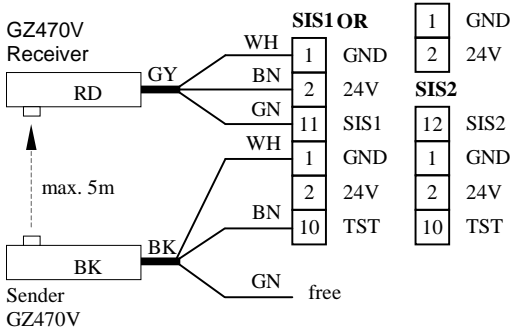 GZ470V
Receiver
RD
GY
WH
BN
GN
max. 5m
BK
BK
Sender
GZ470V
WH
BN
GN
free
SIS1 OR
1 GND
2 24V
11 SIS1
1 GND
2 24V
10 TST
1 GND
2 24V
SIS2
12 SIS2
1 GND
2 24V
10 TST